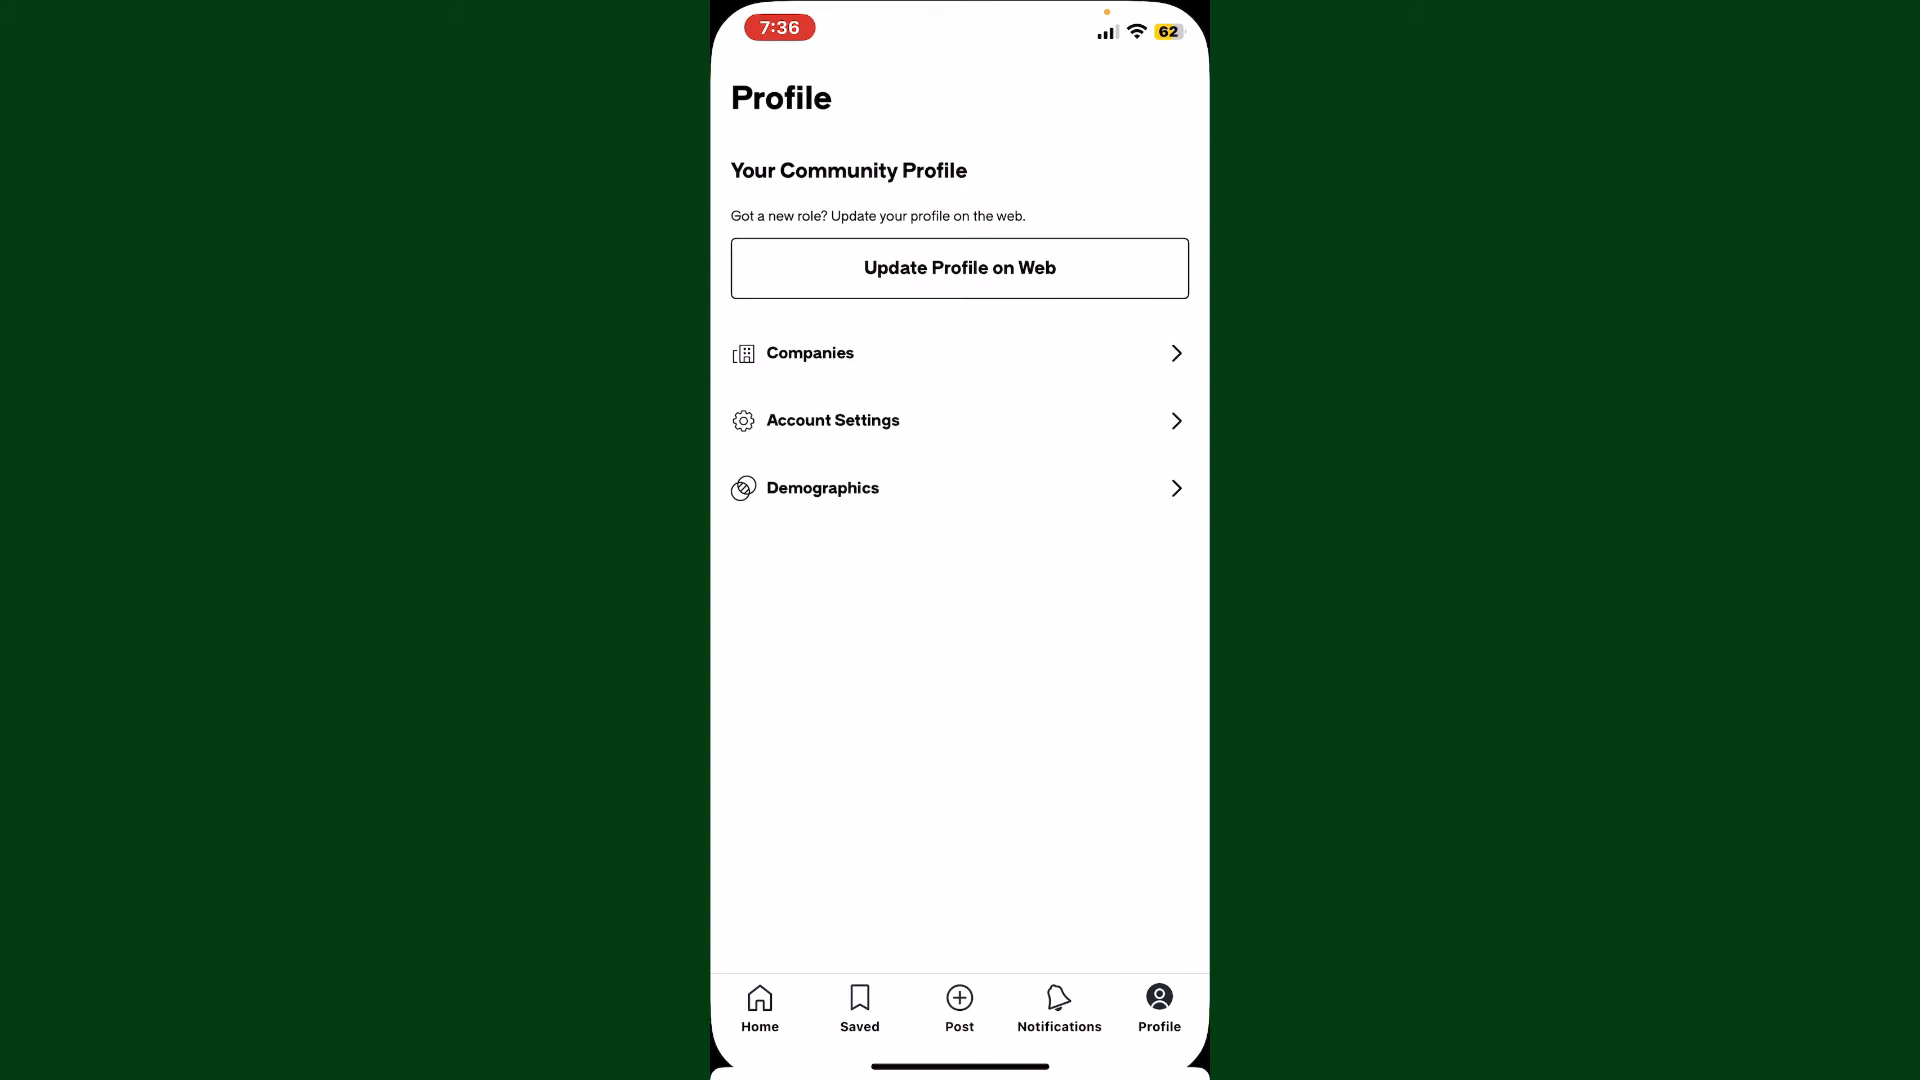 7:36
62
Profile
Your Community Profile
Got a new role? Update your profile on the web.
Update Profile on Web
Companies
Account Settings
Demographics
Home
Saved
Post
Notifications
Profile